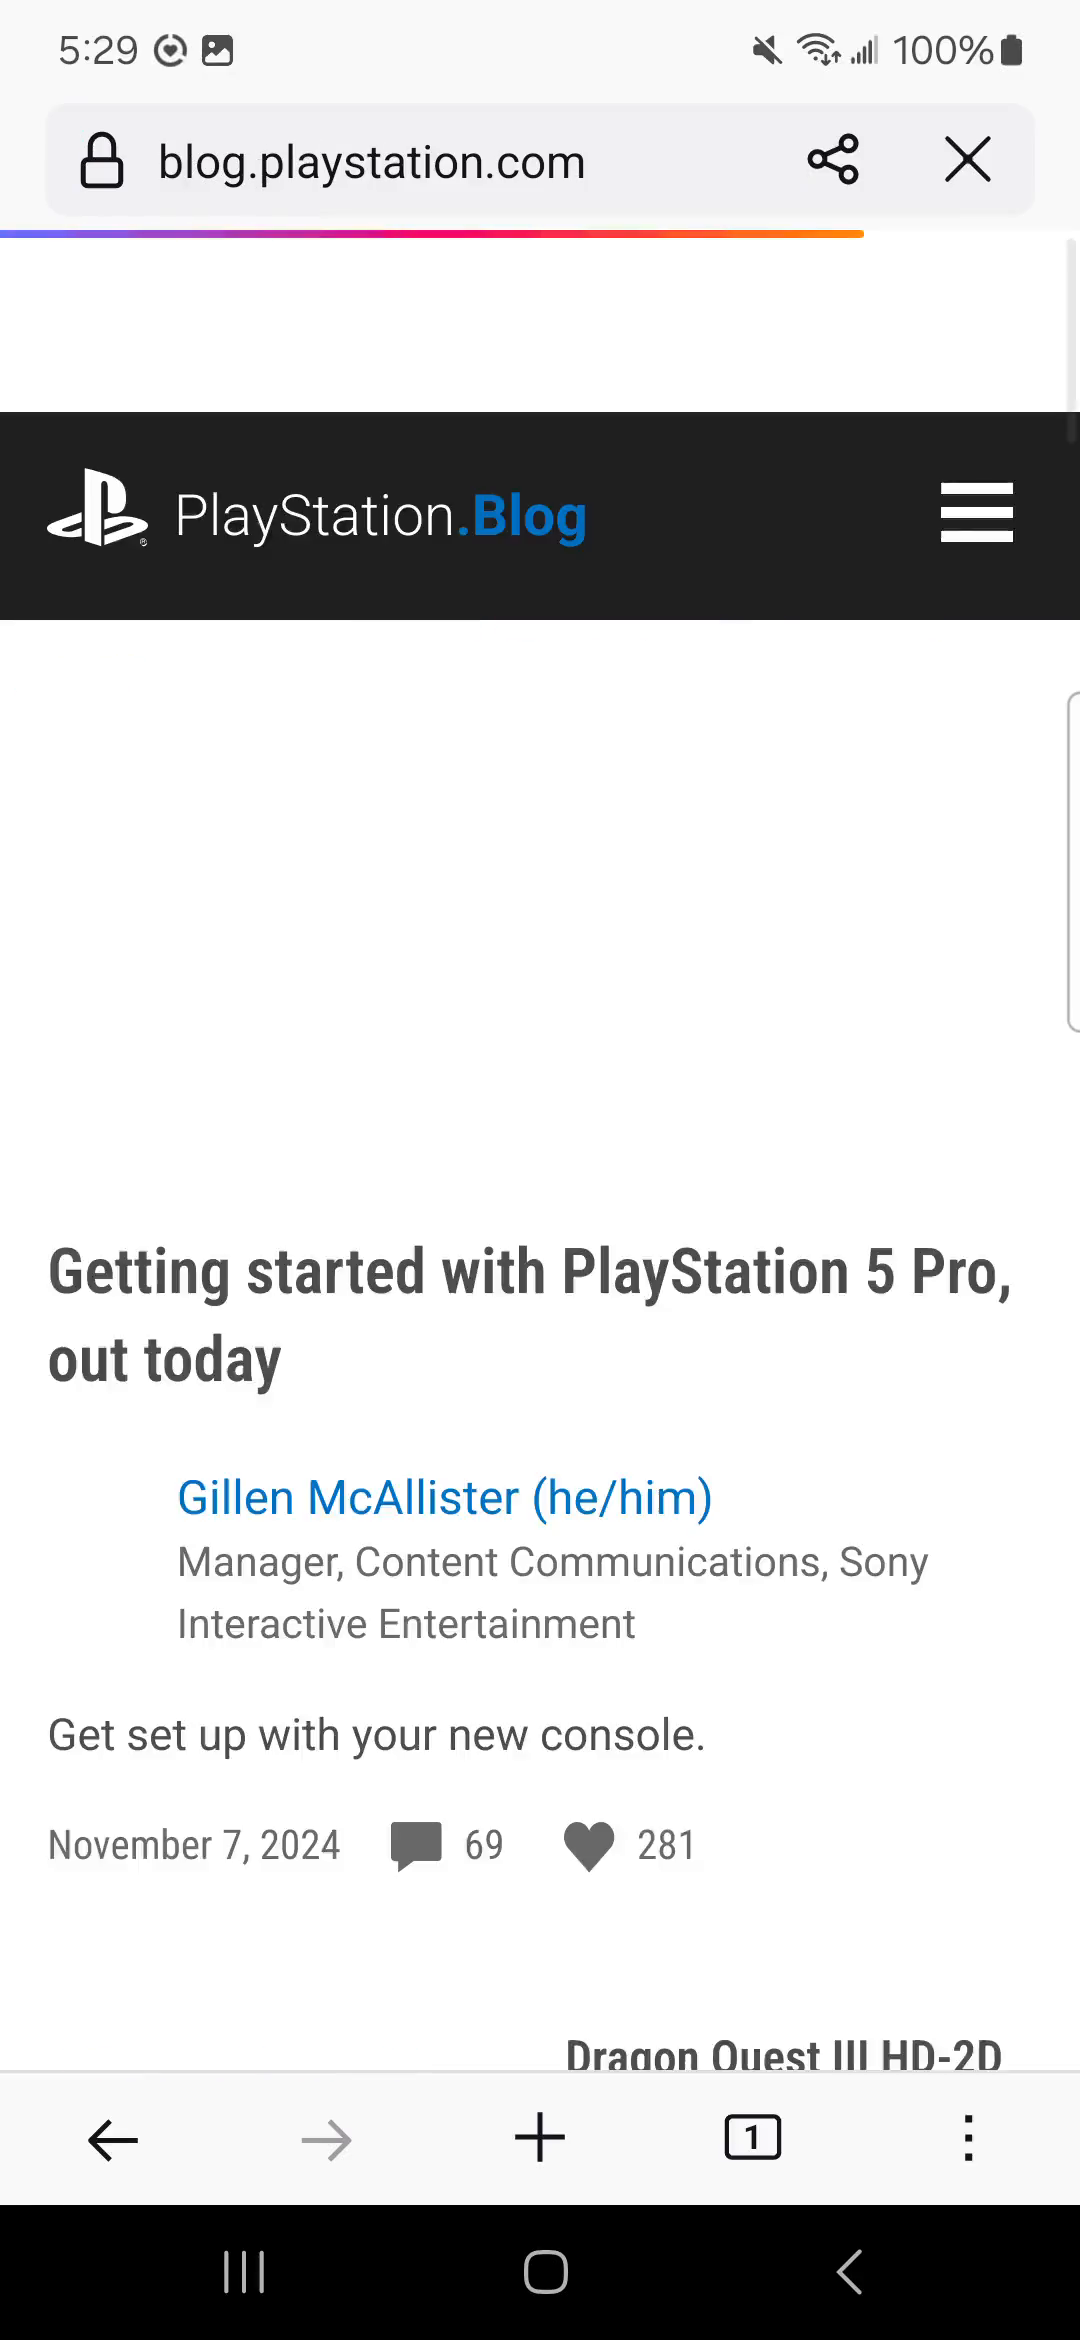 5:29
100%
blog.playstation.com
PlayStation.Blog
Getting started with PlayStation 5 Pro,
out today
Gillen McAllister (he/him)
Manager, Content Communications, Sony
Interactive Entertainment
Get set up with your new console.
November 7, 2024 69 281
Dragon Quest III HD-2D
1